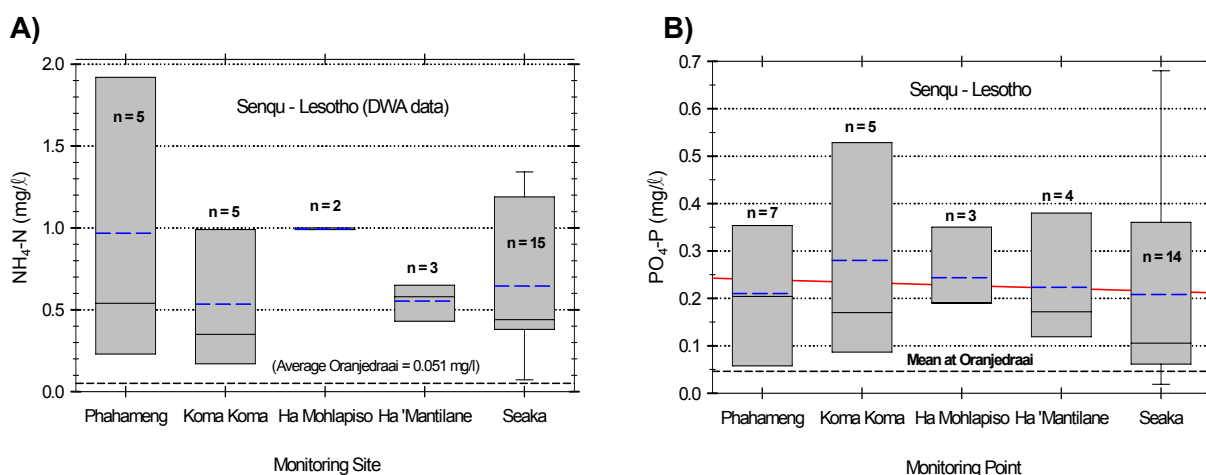 A)
2.0
1.5
1.0
0.5
0.0
NH4-N (mg/ℓ)
Senqu - Lesotho (DWA data)
n = 5
n = 5
n = 2
n = 3
n = 15
(Average Oranjedraai = 0.051 mg/l)
Phahameng Koma Koma Ha Mohlapiso Ha 'Mantilane Seaka
Monitoring Site
B)
0.7
0.6
0.5
0.4
0.3
0.2
0.1
0.0
PO4-P (mg/ℓ)
Senqu - Lesotho
n = 7
n = 5
n = 3
n = 4
n = 14
Mean at Oranjedraai
Phahameng Koma Koma Ha Mohlapiso Ha 'Mantilane Seaka
Monitoring Point